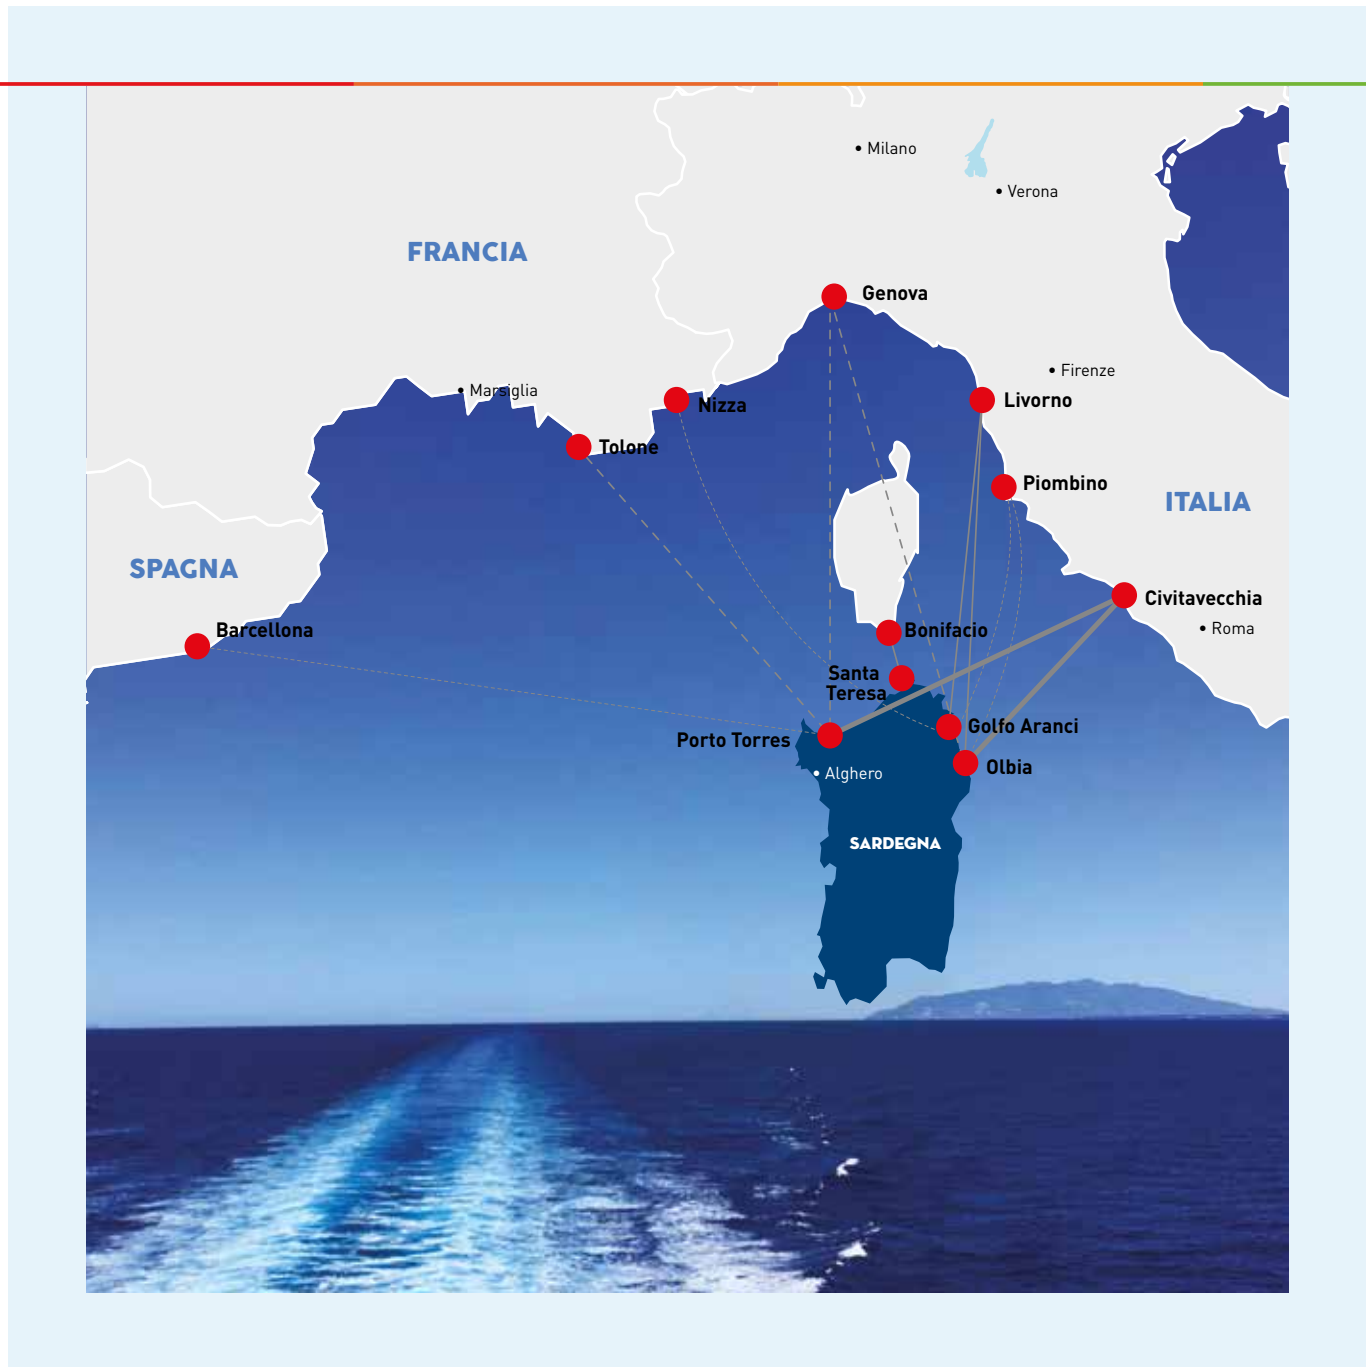 Milano
Verona
FRANCIA
Genova
Firenze
Marsiglia
Nizza
Livorno
Tolone
Piombino
ITALIA
SPAGNA
Civitavecchia
Barcellona
Bonifacio
Roma
Santa
Teresa
Golfo Aranci
Porto Torres
Olbia
Alghero
SARDEGNA